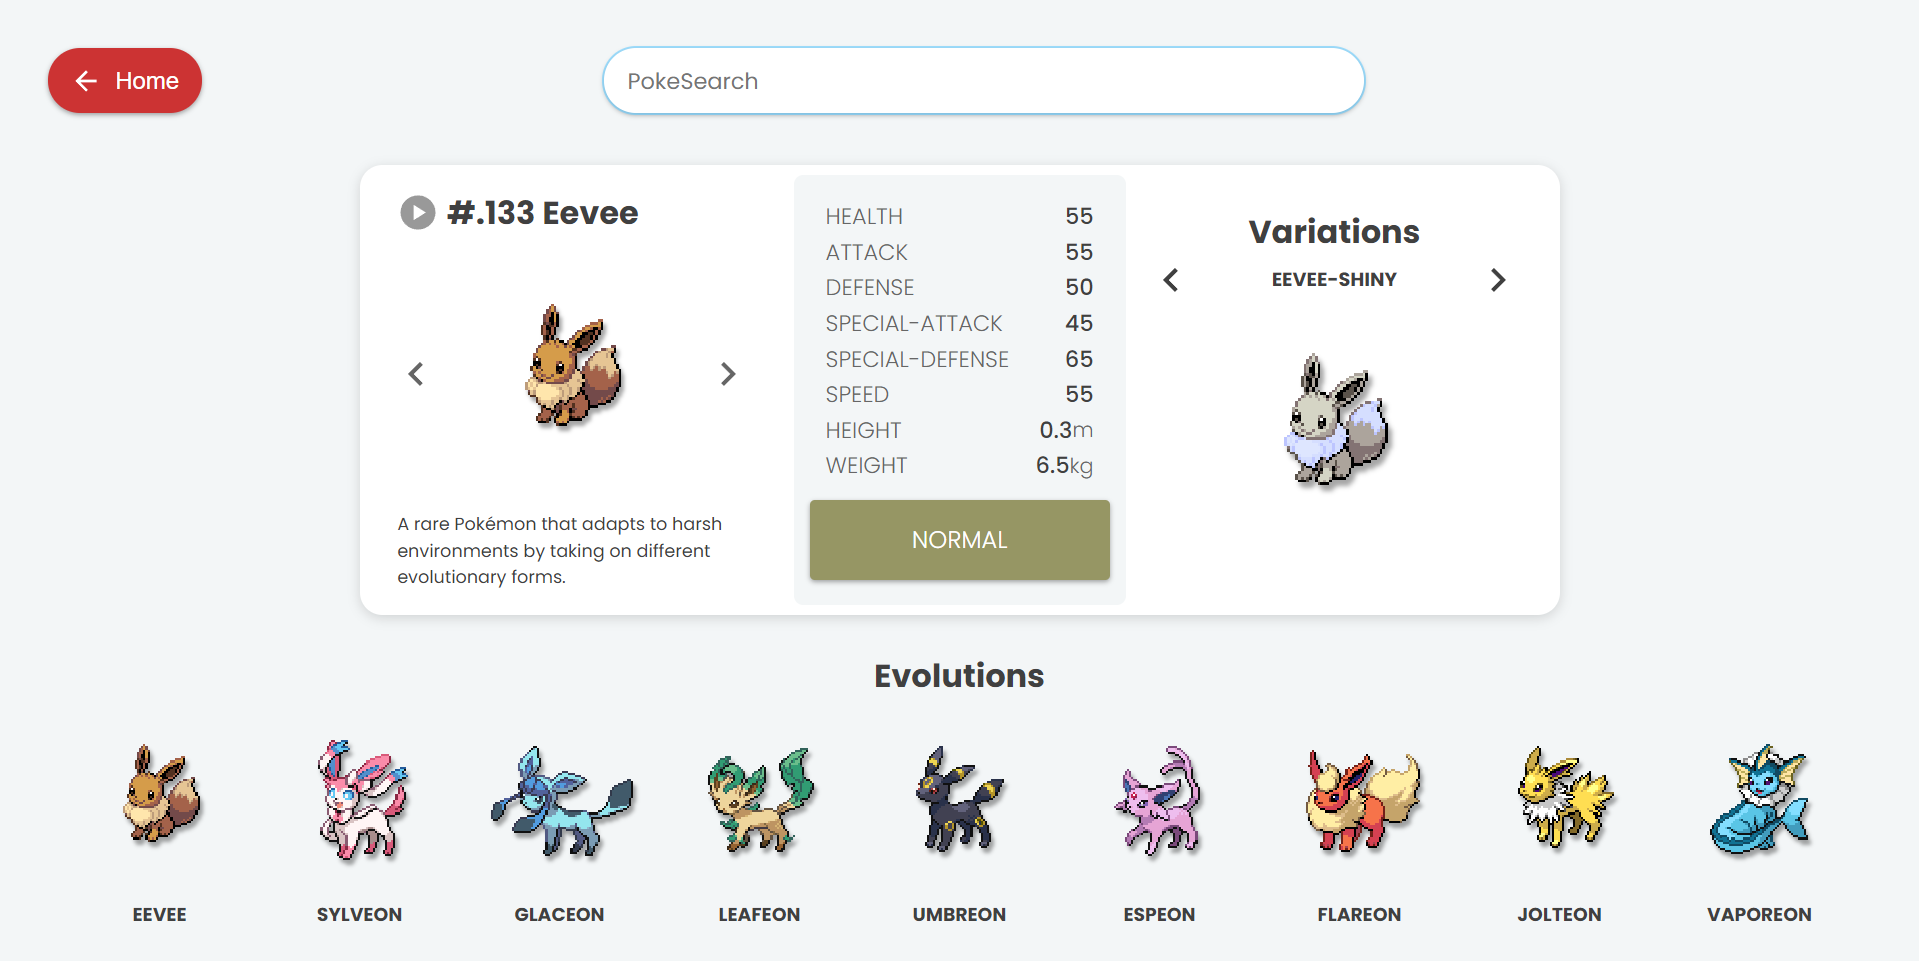 Home
PokeSearch
#.133 Eevee
A rare Pokémon that adapts to harsh
environments by taking on different
evolutionary forms.
HEALTH 55
ATTACK 55
DEFENSE 50
SPECIAL-ATTACK 45
SPECIAL-DEFENSE 65
SPEED 55
HEIGHT 0.3m
WEIGHT 6.5kg
NORMAL
Variations
EEVEE-SHINY
Evolutions
EEVEE SYLVEON GLACEON LEAFEON UMBREON ESPEON FLAREON JOLTEON VAPOREON